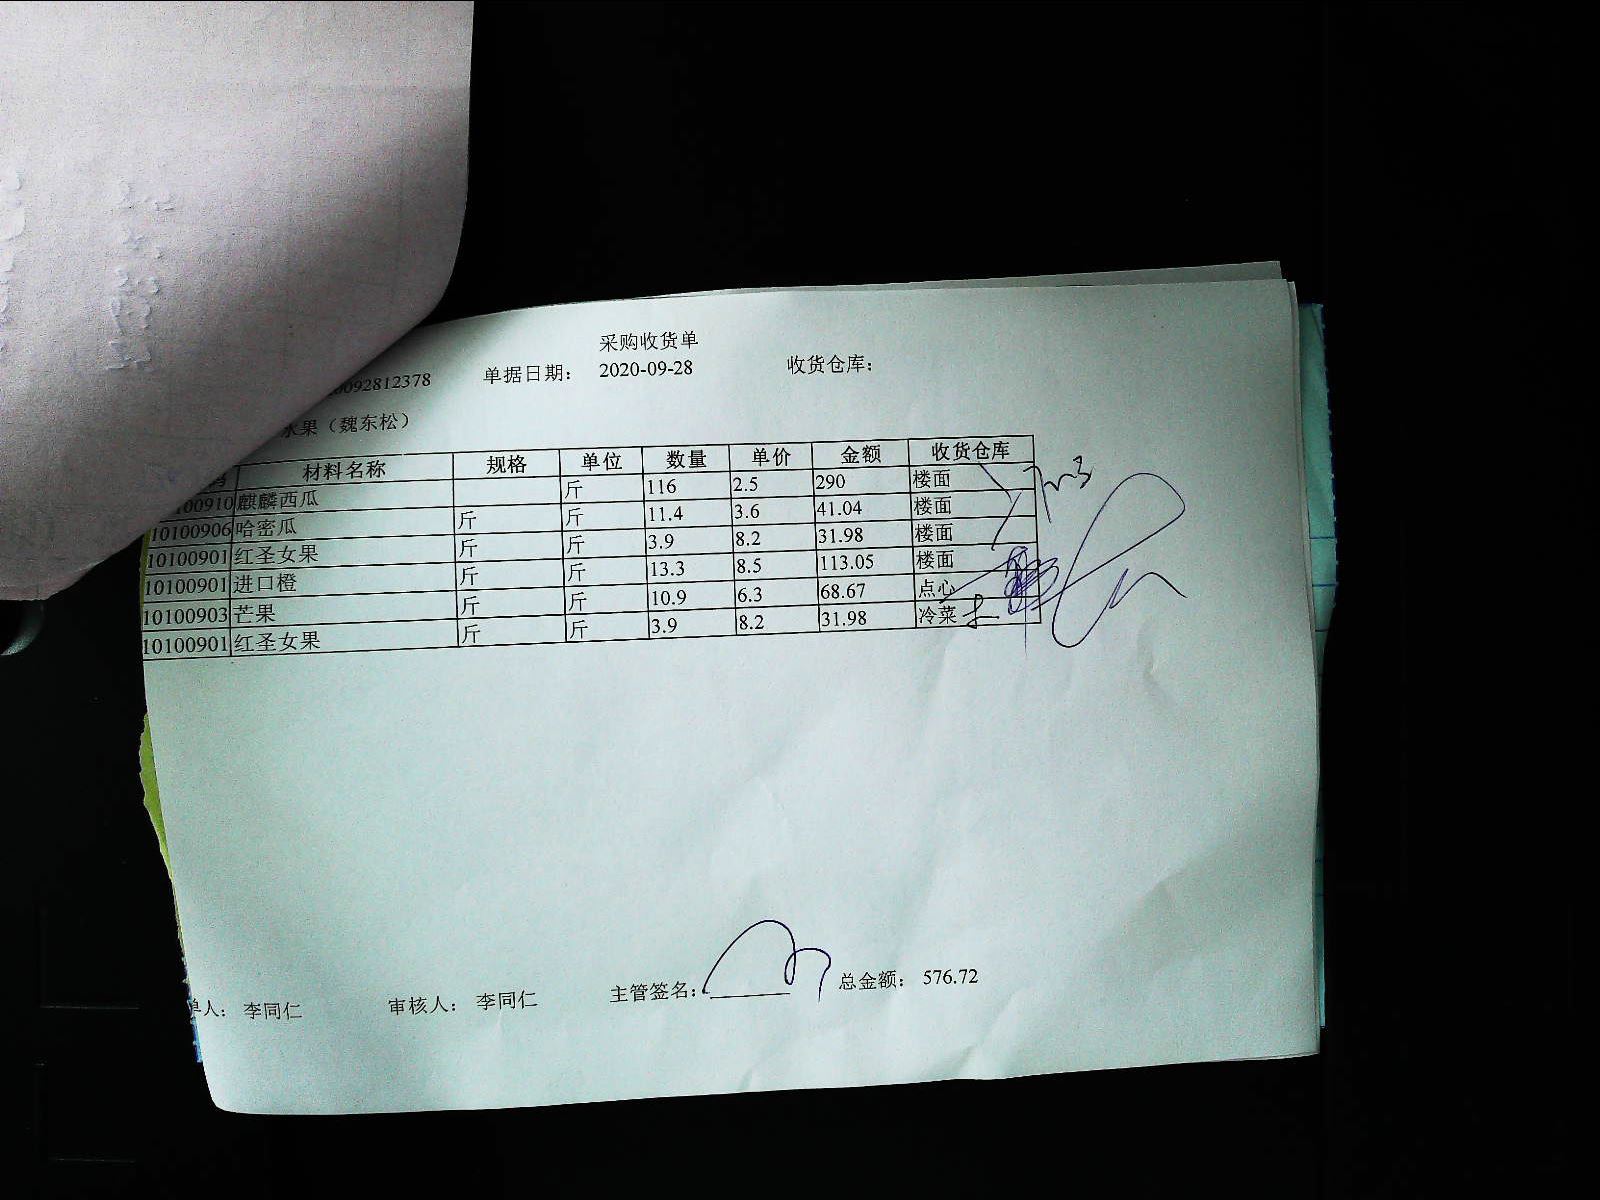 采购收货单
0092812378 单据日期： 2020-09-28 收货仓库：
水果（魏东松）
材料名称 规格 单位 数量 单价 金额 收货仓库
100910 麒麟西瓜 斤 116 2.5 290 楼面
10100906 哈密瓜 斤 斤 11.4 3.6 41.04 楼面
10100901 红圣女果 斤 斤 3.9 8.2 31.98 楼面
10100901 进口橙 斤 斤 13.3 8.5 113.05 楼面
10100903 芒果 斤 斤 10.9 6.3 68.67 点心
10100901 红圣女果 斤 斤 3.9 8.2 31.98 冷菜
单人： 李同仁 审核人： 李同仁 主管签名： 总金额： 576.72